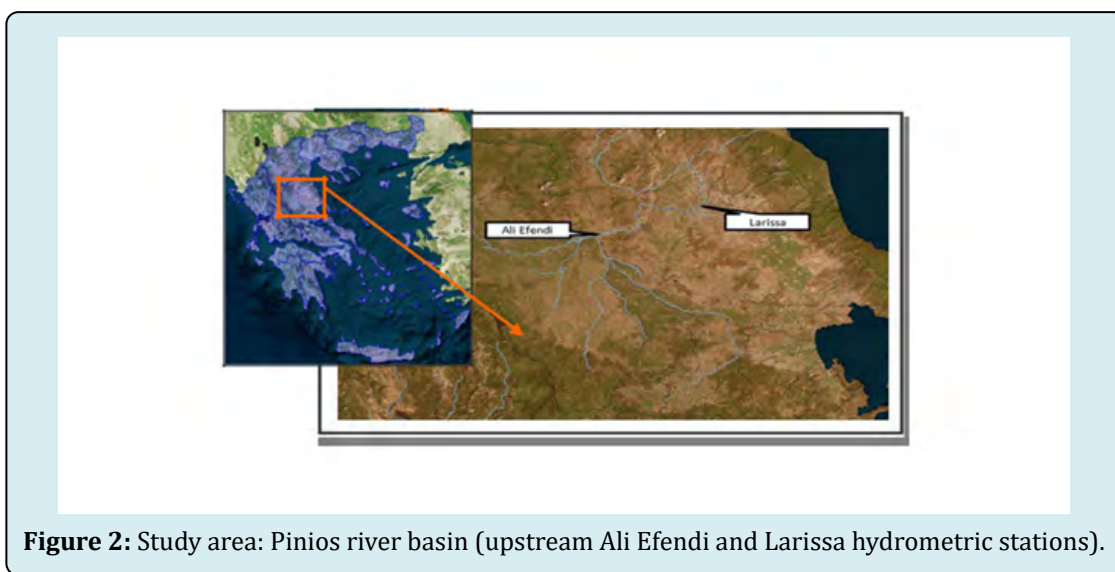 Ali Efendi
Larissa
Figure 2: Study area: Pinios river basin (upstream Ali Efendi and Larissa hydrometric stations).